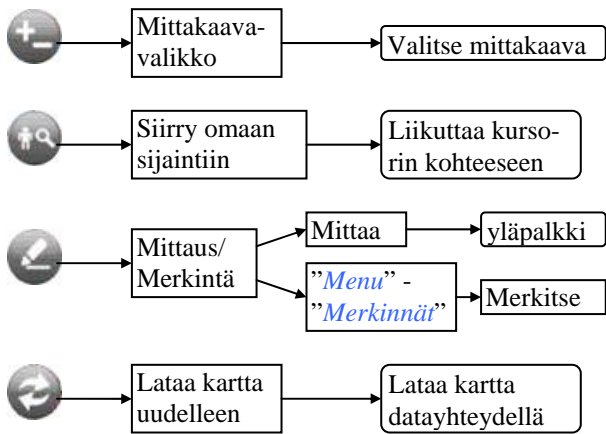 Mittakaava-
valikko
Valitse mittakaava
Siirry omaan
sijaintiin
Liikuttaa kurso-
rin kohteeseen
Mittaus/
Merkintä
Mittaa
yläpalkki
”Menu” -
”Merkinnät”
Merkitse
Lataa kartta
uudelleen
Lataa kartta
datayhteydellä